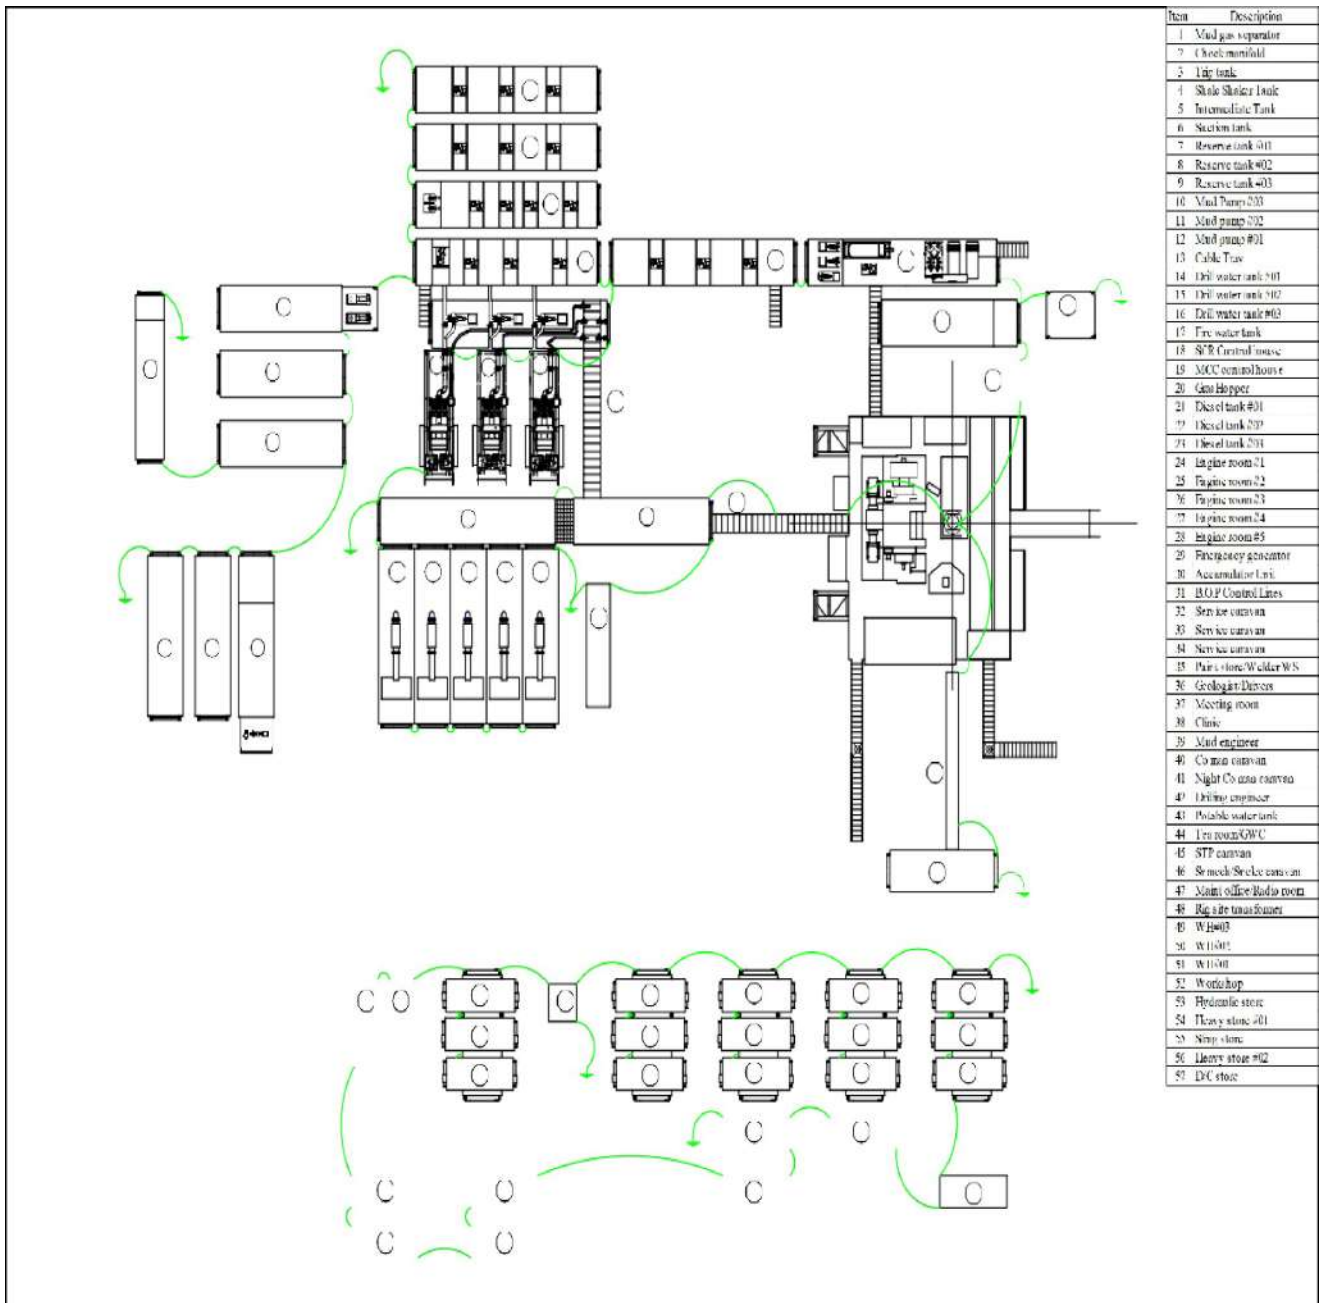 Item Description
1 Mud gas separator
2 Chock manifold
3 Trip tank
4 Shale Shaker Tank
5 Intermediate Tank
6 Suction tank
7 Reserve tank #01
8 Reserve tank #02
9 Reserve tank #03
10 Mud Pump #03
11 Mud pump #02
12 Mud pump #01
13 Cable Tray
14 Drill water tank #01
15 Drill water tank #02
16 Drill water tank #03
17 Fire water tank
18 SCR Control house
19 MCC control house
20 Gras Hopper
21 Diesel tank #01
22 Diesel tank #02
23 Diesel tank #03
24 Engine room #1
25 Engine room #2
26 Engine room #3
27 Engine room #4
28 Engine room #5
29 Emergency generator
30 Accumulator Unit
31 B.O.P Control Lines
32 Service caravan
33 Service caravan
34 Service caravan
35 Paint store/Welder WS
36 Geologist/Drivers
37 Meeting room
38 Clinic
39 Mud engineer
40 Co man caravan
41 Night Co man caravan
42 Drilling engineer
43 Potable water tank
44 Tea room/GWC
45 STP caravan
46 caravan
47 Maint office/Radio room
48 Rig site transformer
49 WH#03
50 WH#02
51 WH#01
52 Workshop
53 Hydraulic store
54 Heavy store #01
55 store
56 Heavy store #02
57 D/C store